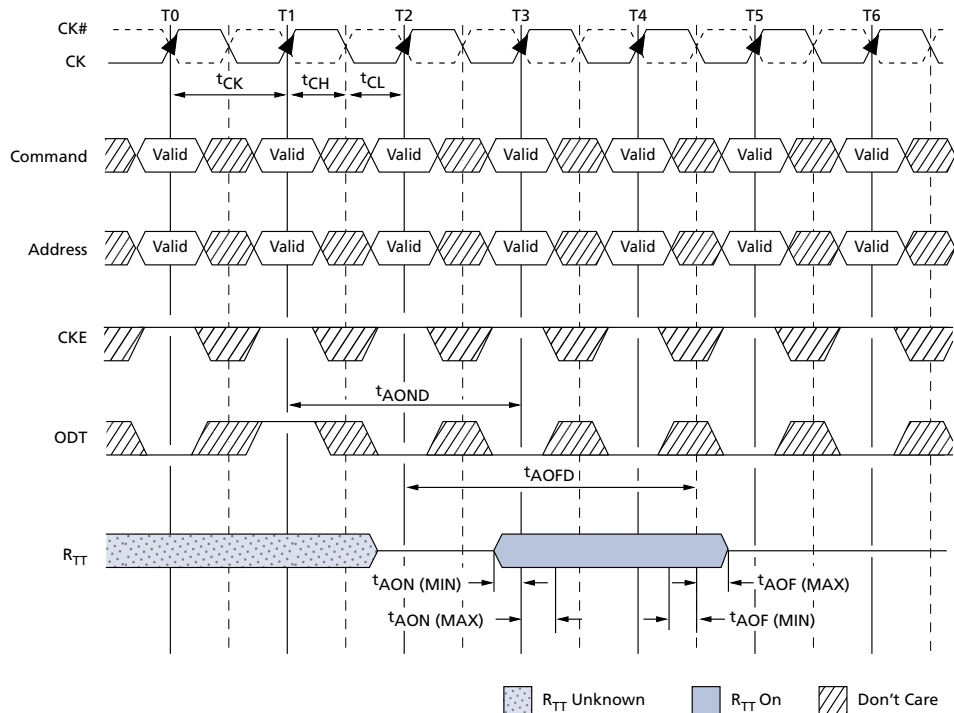 T0 T1 T2 T3 T4 T5 T6
CK#
CK
tCK tCH tCL
Command Valid Valid Valid Valid Valid Valid Valid
Address Valid Valid Valid Valid Valid Valid Valid
CKE
tAOND
ODT
tAOFD
RTT
tAON (MIN) tAOF (MAX)
tAON (MAX) tAOF (MIN)
RTT Unknown RTT On Don't Care